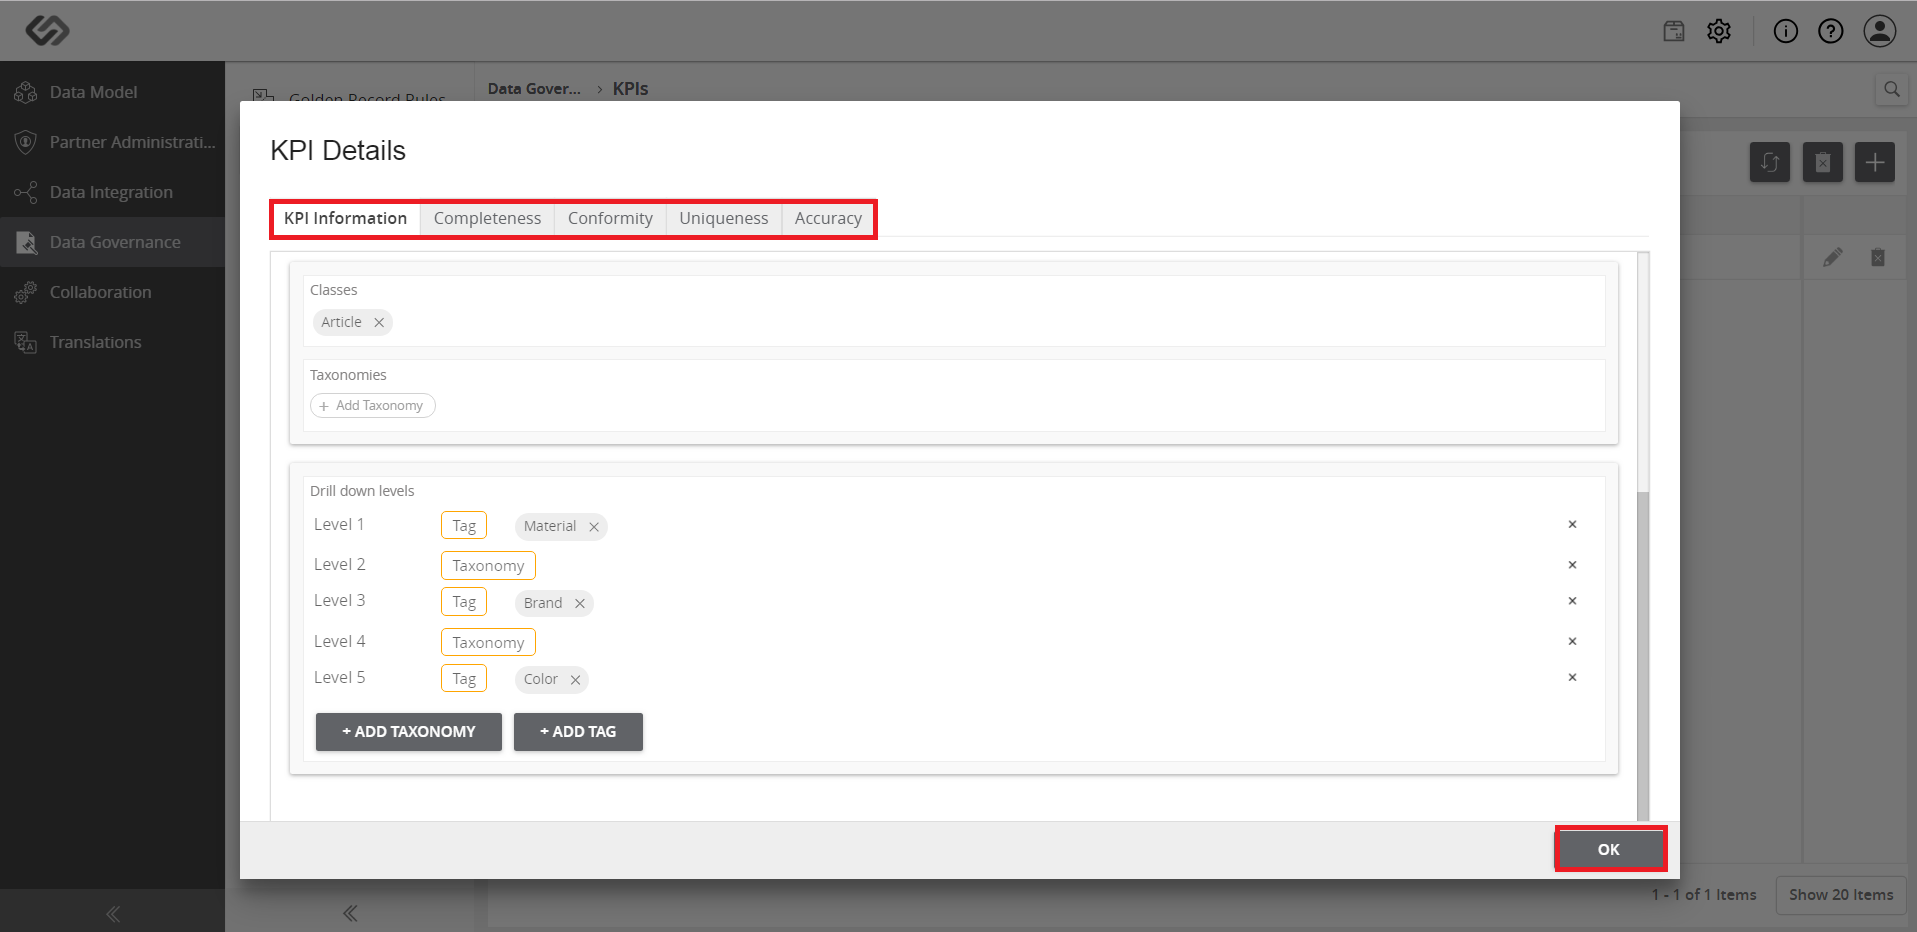 Data Model
Partner Administrati...
Data Integration
Data Governance
Collaboration
Translations
Golden Record Rules
Data Gover... › KPIs
KPI Details
KPI Information Completeness Conformity Uniqueness Accuracy
Classes
Article
Taxonomies
+ Add Taxonomy
Drill down levels
Level 1 Tag Material
Level 2 Taxonomy
Level 3 Tag Brand
Level 4 Taxonomy
Level 5 Tag Color
+ ADD TAXONOMY + ADD TAG
OK
1 - 1 of 1 Items Show 20 Items